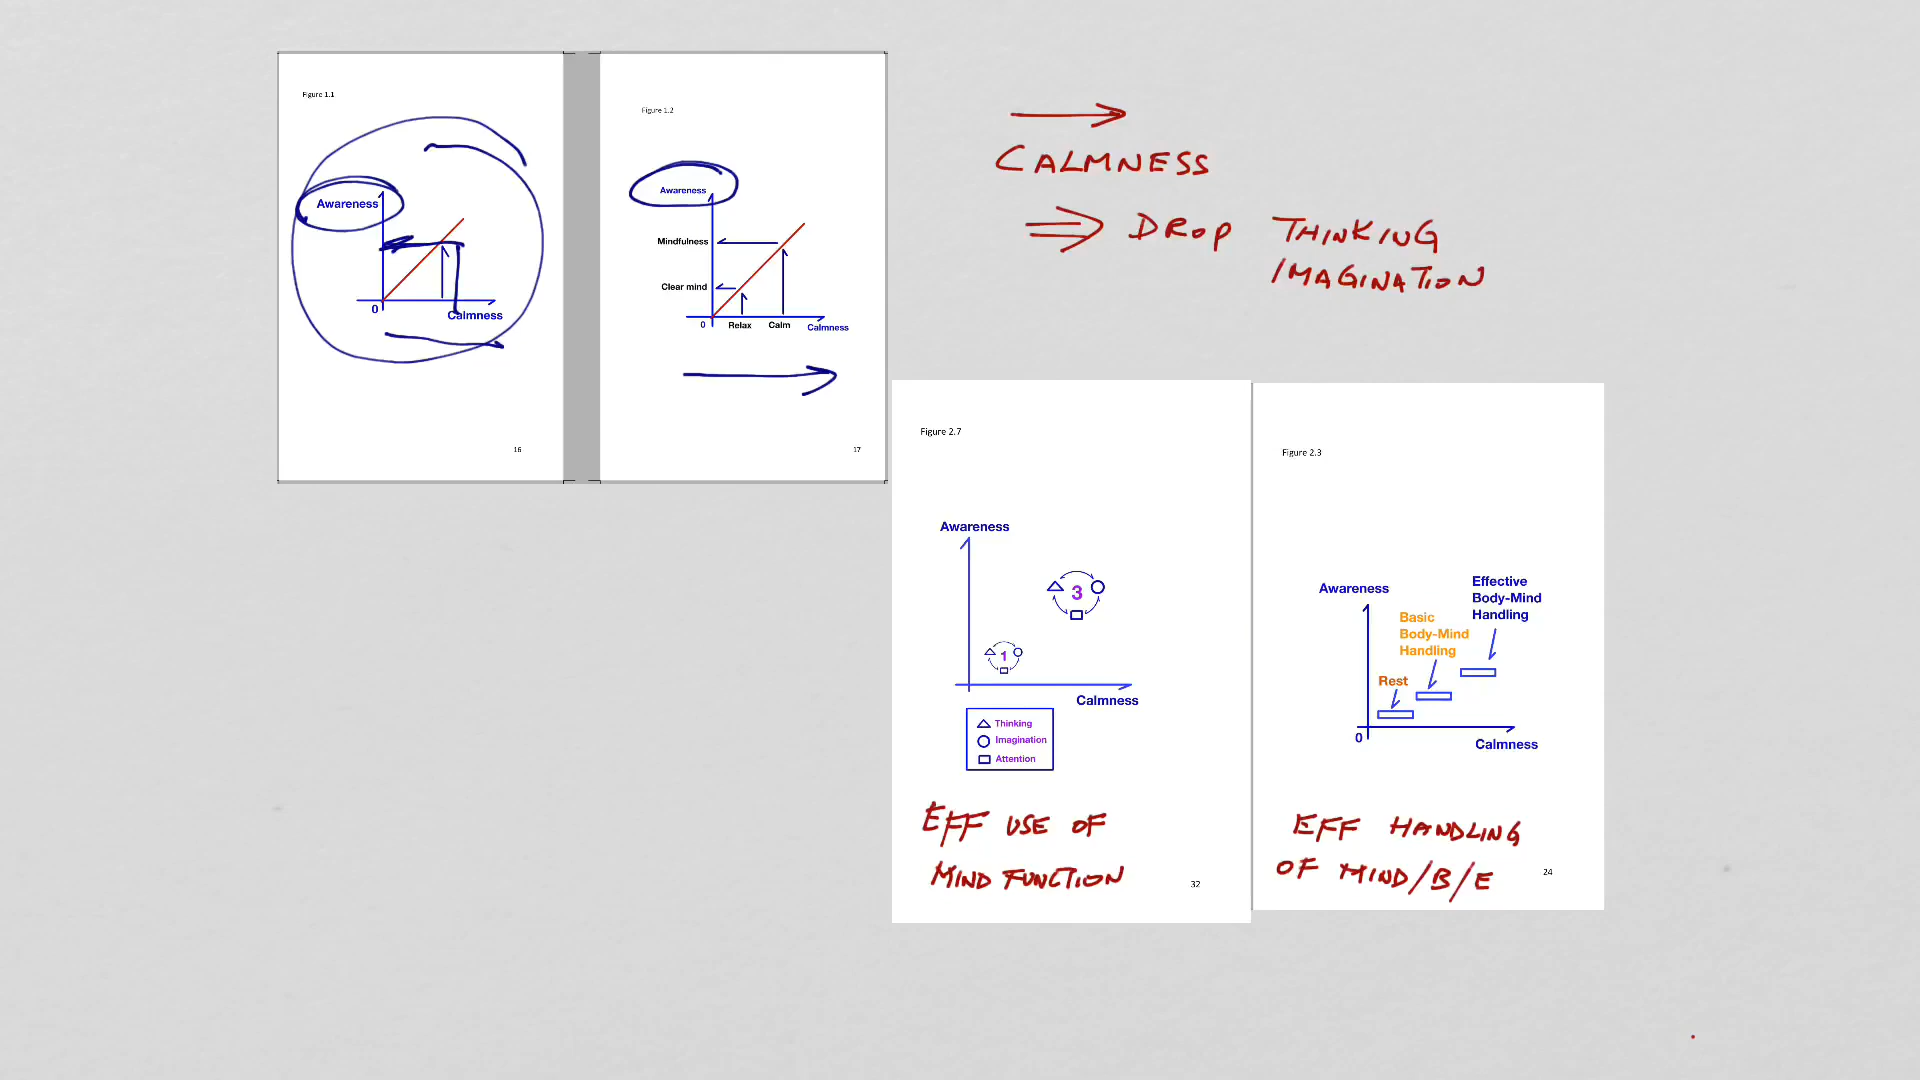 Figure 1.1
Awareness
0
Calmness
16
Figure 1.2
Awareness
Mindfulness
Clear mind
0
Relax
Calm
Calmness
17
CALMNESS
DROP THINKING
IMAGINATION
Figure 2.7
Awareness
3
1
Calmness
Thinking
Imagination
Attention
EFF USE OF
MIND FUNCTION
32
Figure 2.3
Awareness
Effective
Body-Mind
Handling
Basic
Body-Mind
Handling
Rest
0
Calmness
EFF HANDLING
OF MIND/B/E
24